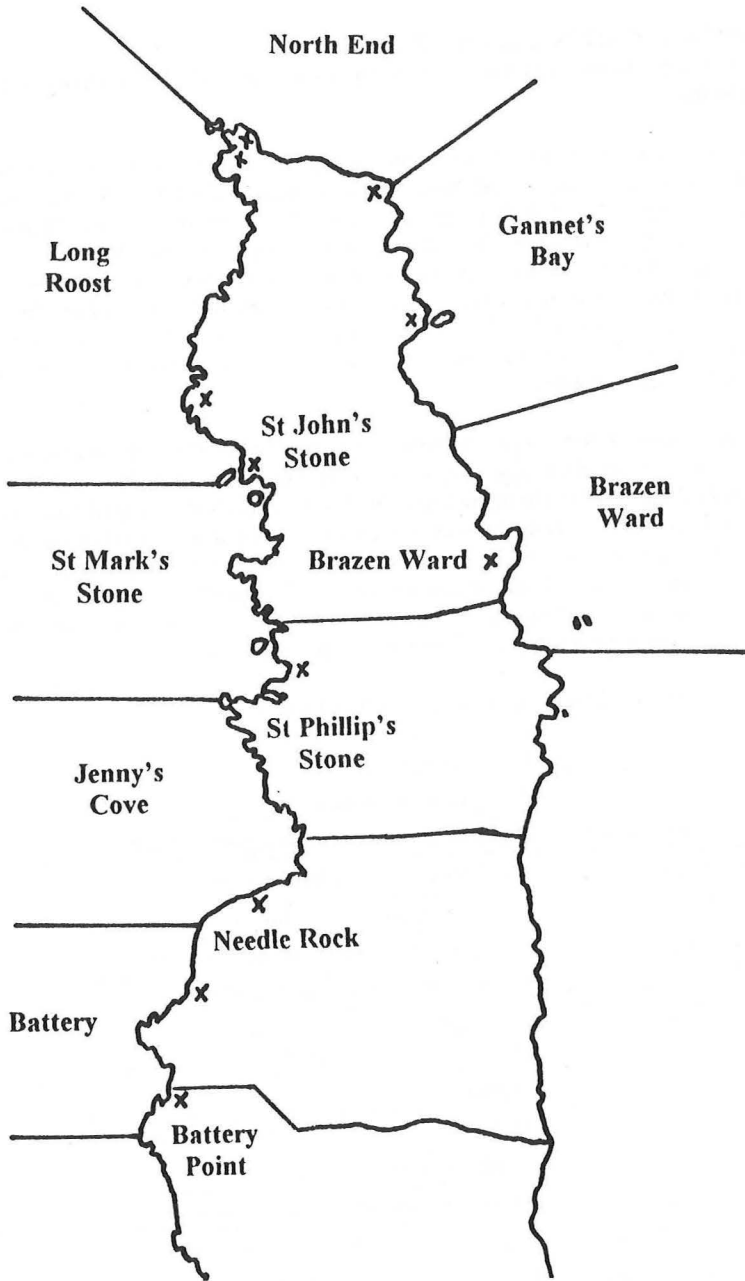 North End
Gannet's
Bay
Long
Roost
St John's
Stone
Brazen
Ward
St Mark's
Stone
Brazen Ward
St Phillip's
Stone
Jenny's
Cove
Needle Rock
Battery
Battery
Point